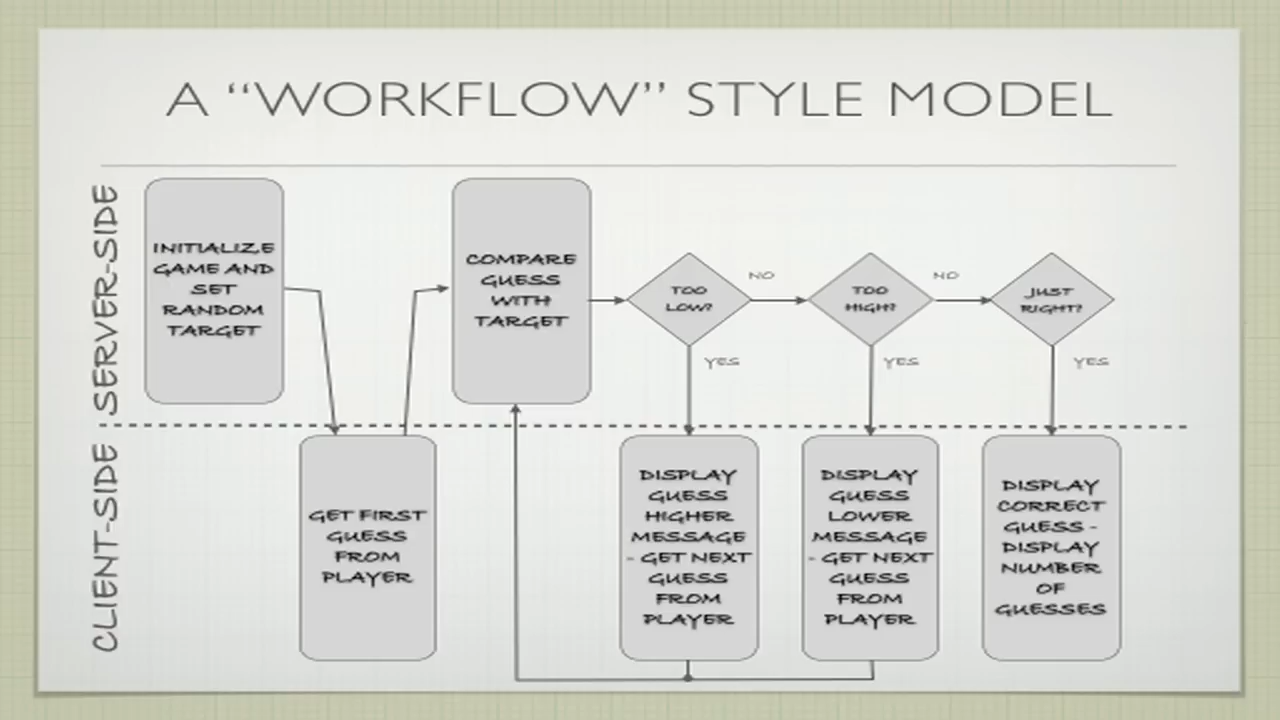 A “WORKFLOW” STYLE MODEL
SERVER-SIDE
INITIALIZE
GAME AND
SET
RANDOM
TARGET
COMPARE
GUESS
WITH
TARGET
TOO
LOW?
NO
TOO
HIGH?
NO
JUST
RIGHT?
YES
YES
YES
CLIENT-SIDE
GET FIRST
GUESS
FROM
PLAYER
DISPLAY
GUESS
HIGHER
MESSAGE
- GET NEXT
GUESS
FROM
PLAYER
DISPLAY
GUESS
LOWER
MESSAGE
- GET NEXT
GUESS
FROM
PLAYER
DISPLAY
CORRECT
GUESS -
DISPLAY
NUMBER
OF
GUESSES